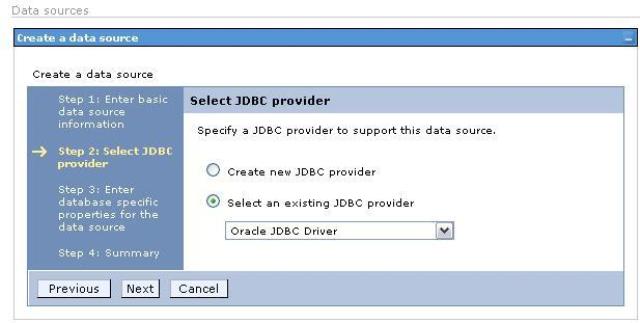 Data sources
Create a data source
Create a data source
Step 1: Enter basic
data source
information
Step 2: Select JDBC
provider
Step 3: Enter
database specific
properties for the
data source
Step 4: Summary
Select JDBC provider
Specify a JDBC provider to support this data source.
Create new JDBC provider
Select an existing JDBC provider
Oracle JDBC Driver
Previous Next Cancel